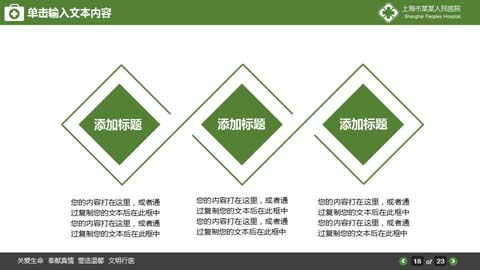 单击输入文本内容
上海市某某人民医院
Shanghai Peoples Hospital
添加标题
添加标题
添加标题
您的内容打在这里，或者通
过复制您的文本后在此框中
您的内容打在这里，或者通
过复制您的文本后在此框中
您的内容打在这里，或者通
过复制您的文本后在此框中
您的内容打在这里，或者通
过复制您的文本后在此框中
您的内容打在这里，或者通
过复制您的文本后在此框中
您的内容打在这里，或者通
过复制您的文本后在此框中
关爱生命 奉献真情 营造温馨 文明行医
18 of 23